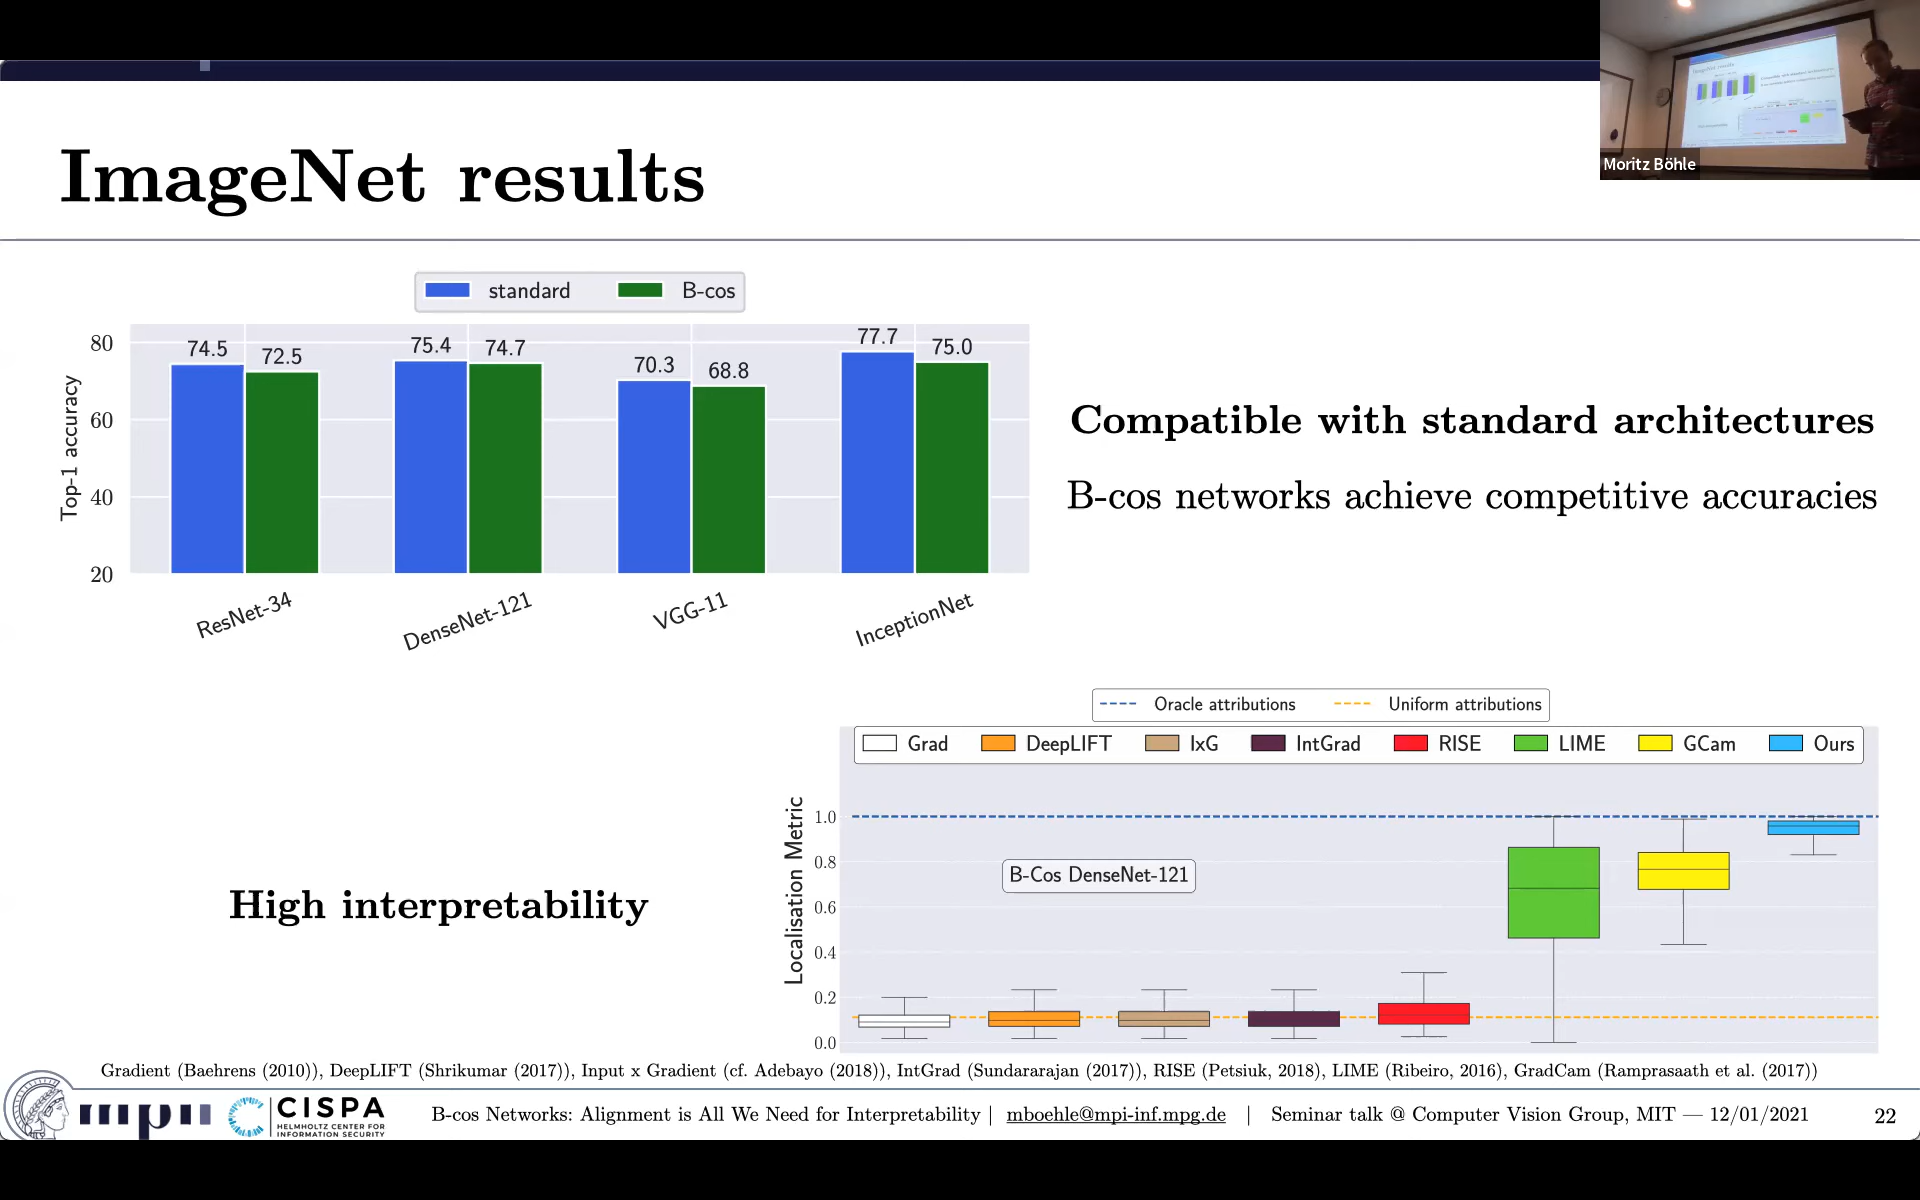 Moritz Böhle
ImageNet results
standard B-cos
80
60
40
20
Top-1 accuracy
74.5 72.5 75.4 74.7 70.3 68.8 77.7 75.0
ResNet-34 DenseNet-121 VGG-11 InceptionNet
Compatible with standard architectures
B-cos networks achieve competitive accuracies
High interpretability
Oracle attributions Uniform attributions
Grad DeepLIFT IxG IntGrad RISE LIME GCam Ours
Localisation Metric
1.0
0.8
0.6
0.4
0.2
0.0
B-Cos DenseNet-121
Gradient (Baehrens (2010)), DeepLIFT (Shrikumar (2017)), Input x Gradient (cf. Adebayo (2018)), IntGrad (Sundararajan (2017)), RISE (Petsiuk, 2018), LIME (Ribeiro, 2016), GradCam (Ramprasaath et al. (2017))
mpii
CISPA
HELMHOLTZ CENTER FOR
INFORMATION SECURITY
B-cos Networks: Alignment is All We Need for Interpretability | mboehle@mpi-inf.mpg.de | Seminar talk @ Computer Vision Group, MIT — 12/01/2021 22